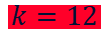 k = 12